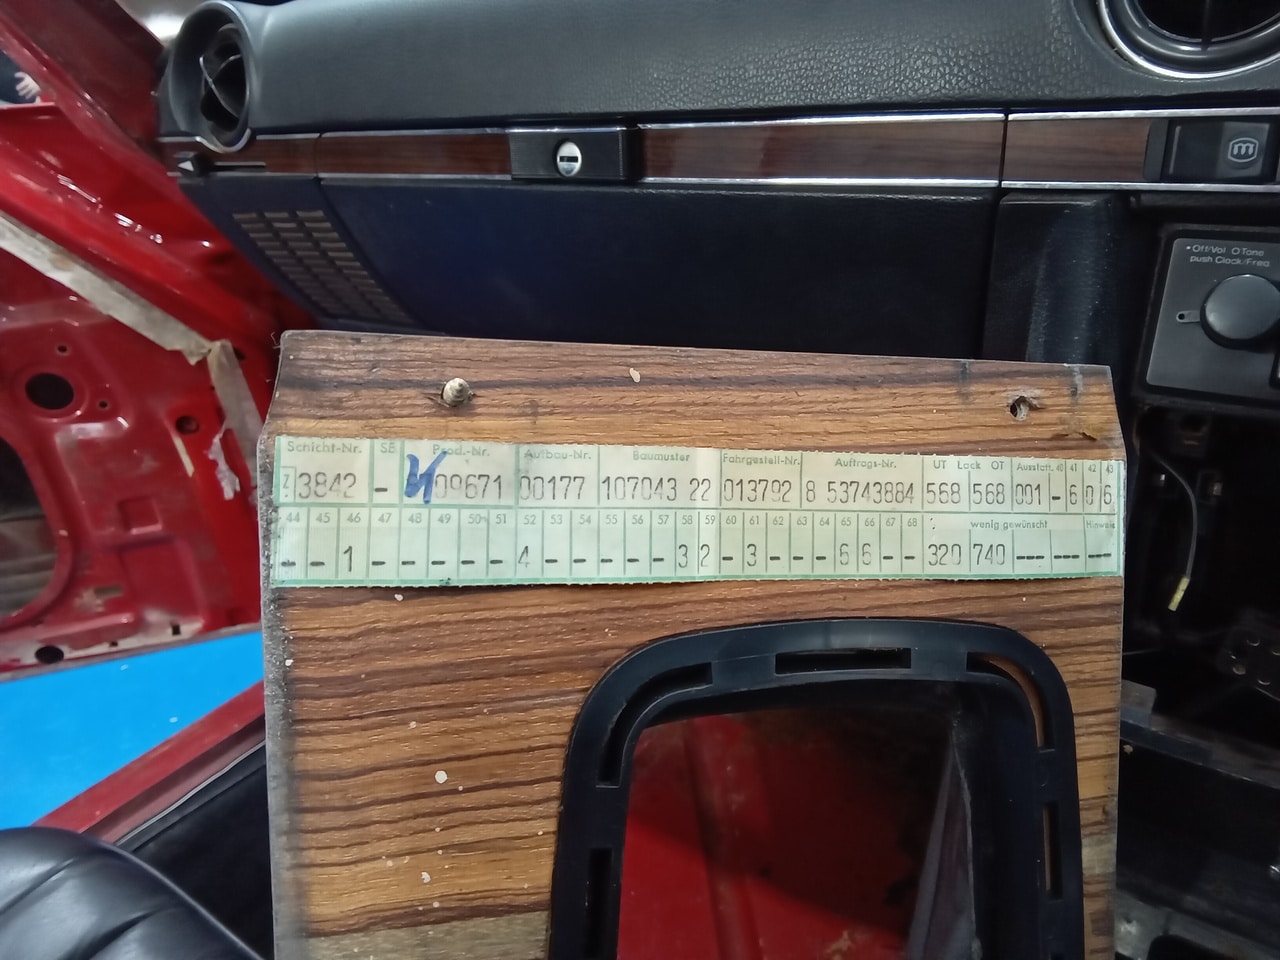 m
• Off/Vol O Tone
push Clock/Freq
Schicht-Nr. SB Prod.-Nr. Aufbau-Nr. Baumuster Fahrgestell-Nr. Auftrags-Nr. UT Lack OT Ausstatt. 40 41 42 43
Z 3842 - 09671 00177 107043 22 013792 8 53743884 568 568 001 - 6 0 6
44 45 46 47 48 49 50 51 52 53 54 55 56 57 58 59 60 61 62 63 64 65 66 67 68 wenig gewünscht Hinweis
- - 1 - - - - - - 4 - - - - - 3 2 - 3 - - - 6 6 - - 320 740 --- --- ---